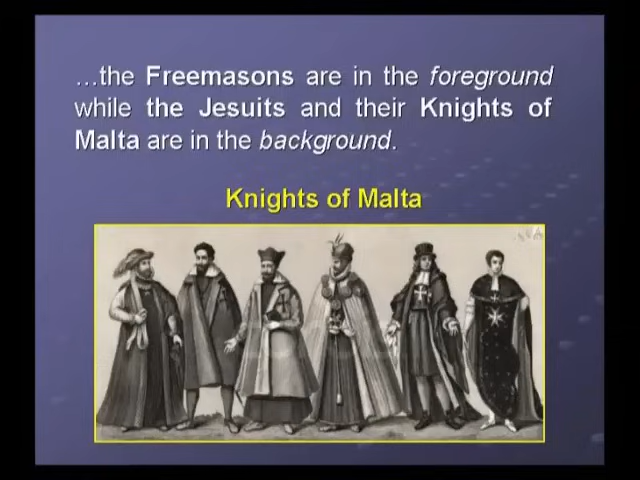 …the Freemasons are in the foreground
while the Jesuits and their Knights of
Malta are in the background.
Knights of Malta